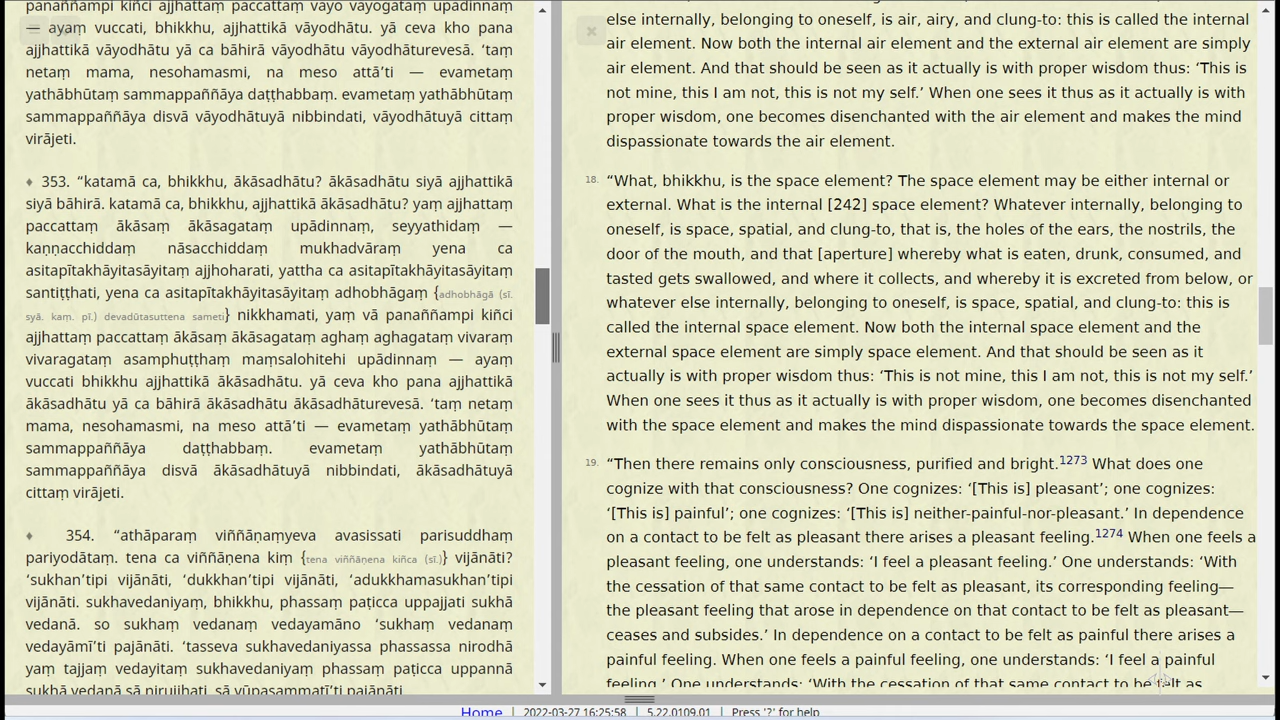 panaññampi kiñci ajjhattaṃ paccattaṃ vāyo vāyogataṃ upādinnaṃ
— ayaṃ vuccati, bhikkhu, ajjhattikā vāyodhātu. yā ceva kho pana
ajjhattikā vāyodhātu yā ca bāhirā vāyodhātu vāyodhāturevesā. ‘taṃ
netaṃ mama, nesohamasmi, na meso attā’ti — evametaṃ
yathābhūtaṃ sammappaññāya daṭṭhabbaṃ. evametaṃ yathābhūtaṃ
sammappaññāya disvā vāyodhātuyā nibbindati, vāyodhātuyā cittaṃ
virājeti.
♦ 353. “katamā ca, bhikkhu, ākāsadhātu? ākāsadhātu siyā ajjhattikā
siyā bāhirā. katamā ca, bhikkhu, ajjhattikā ākāsadhātu? yaṃ ajjhattaṃ
paccattaṃ ākāsaṃ ākāsagataṃ upādinnaṃ, seyyathidaṃ —
kaṇṇacchiddaṃ nāsacchiddaṃ mukhadvāraṃ yena ca
asitapītakhāyitasāyitaṃ ajjhoharati, yattha ca asitapītakhāyitasāyitaṃ
santiṭṭhati, yena ca asitapītakhāyitasāyitaṃ adhobhāgaṃ {adhobhāgā (sī.
syā. kaṃ. pī.) devadūtasuttena sameti} nikkhamati, yaṃ vā panaññampi kiñci
ajjhattaṃ paccattaṃ ākāsaṃ ākāsagataṃ aghaṃ aghagataṃ vivaraṃ
vivaragataṃ asamphuṭṭhaṃ maṃsalohitehi upādinnaṃ — ayaṃ
vuccati bhikkhu ajjhattikā ākāsadhātu. yā ceva kho pana ajjhattikā
ākāsadhātu yā ca bāhirā ākāsadhātu ākāsadhāturevesā. ‘taṃ netaṃ
mama, nesohamasmi, na meso attā’ti — evametaṃ yathābhūtaṃ
sammappaññāya daṭṭhabbaṃ. evametaṃ yathābhūtaṃ
sammappaññāya disvā ākāsadhātuyā nibbindati, ākāsadhātuyā
cittaṃ virājeti.
♦ 354. “athāparaṃ viññāṇaṃyeva avasissati parisuddhaṃ
pariyodātaṃ. tena ca viññāṇena kiṃ {tena viññāṇena kiñca (sī.)} vijānāti?
‘sukhan’tipi vijānāti, ‘dukkhan’tipi vijānāti, ‘adukkhamasukhan’tipi
vijānāti. sukhavedaniyaṃ, bhikkhu, phassaṃ paṭicca uppajjati sukhā
vedanā. so sukhaṃ vedanaṃ vedayamāno ‘sukhaṃ vedanaṃ
vedayāmī’ti pajānāti. ‘tasseva sukhavedaniyassa phassassa nirodhā
yaṃ tajjaṃ vedayitaṃ sukhavedaniyaṃ phassaṃ paṭicca uppannā
sukhā vedanā sā nirujjhati, sā vūpasammatī’ti pajānāti
else internally, belonging to oneself, is air, airy, and clung-to: this is called the internal
air element. Now both the internal air element and the external air element are simply
air element. And that should be seen as it actually is with proper wisdom thus: ‘This is
not mine, this I am not, this is not my self.’ When one sees it thus as it actually is with
proper wisdom, one becomes disenchanted with the air element and makes the mind
dispassionate towards the air element.
18. “What, bhikkhu, is the space element? The space element may be either internal or
external. What is the internal [242] space element? Whatever internally, belonging to
oneself, is space, spatial, and clung-to, that is, the holes of the ears, the nostrils, the
door of the mouth, and that [aperture] whereby what is eaten, drunk, consumed, and
tasted gets swallowed, and where it collects, and whereby it is excreted from below, or
whatever else internally, belonging to oneself, is space, spatial, and clung-to: this is
called the internal space element. Now both the internal space element and the
external space element are simply space element. And that should be seen as it
actually is with proper wisdom thus: ‘This is not mine, this I am not, this is not my self.’
When one sees it thus as it actually is with proper wisdom, one becomes disenchanted
with the space element and makes the mind dispassionate towards the space element.
19. “Then there remains only consciousness, purified and bright.1273 What does one
cognize with that consciousness? One cognizes: ‘[This is] pleasant’; one cognizes:
‘[This is] painful’; one cognizes: ‘[This is] neither-painful-nor-pleasant.’ In dependence
on a contact to be felt as pleasant there arises a pleasant feeling.1274 When one feels a
pleasant feeling, one understands: ‘I feel a pleasant feeling.’ One understands: ‘With
the cessation of that same contact to be felt as pleasant, its corresponding feeling—
the pleasant feeling that arose in dependence on that contact to be felt as pleasant—
ceases and subsides.’ In dependence on a contact to be felt as painful there arises a
painful feeling. When one feels a painful feeling, one understands: ‘I feel a painful
feeling.’ One understands: ‘With the cessation of that same contact to be felt as
Home | 2022-03-27 16:25:58 | 5.22.0109.01 | Press '?' for help